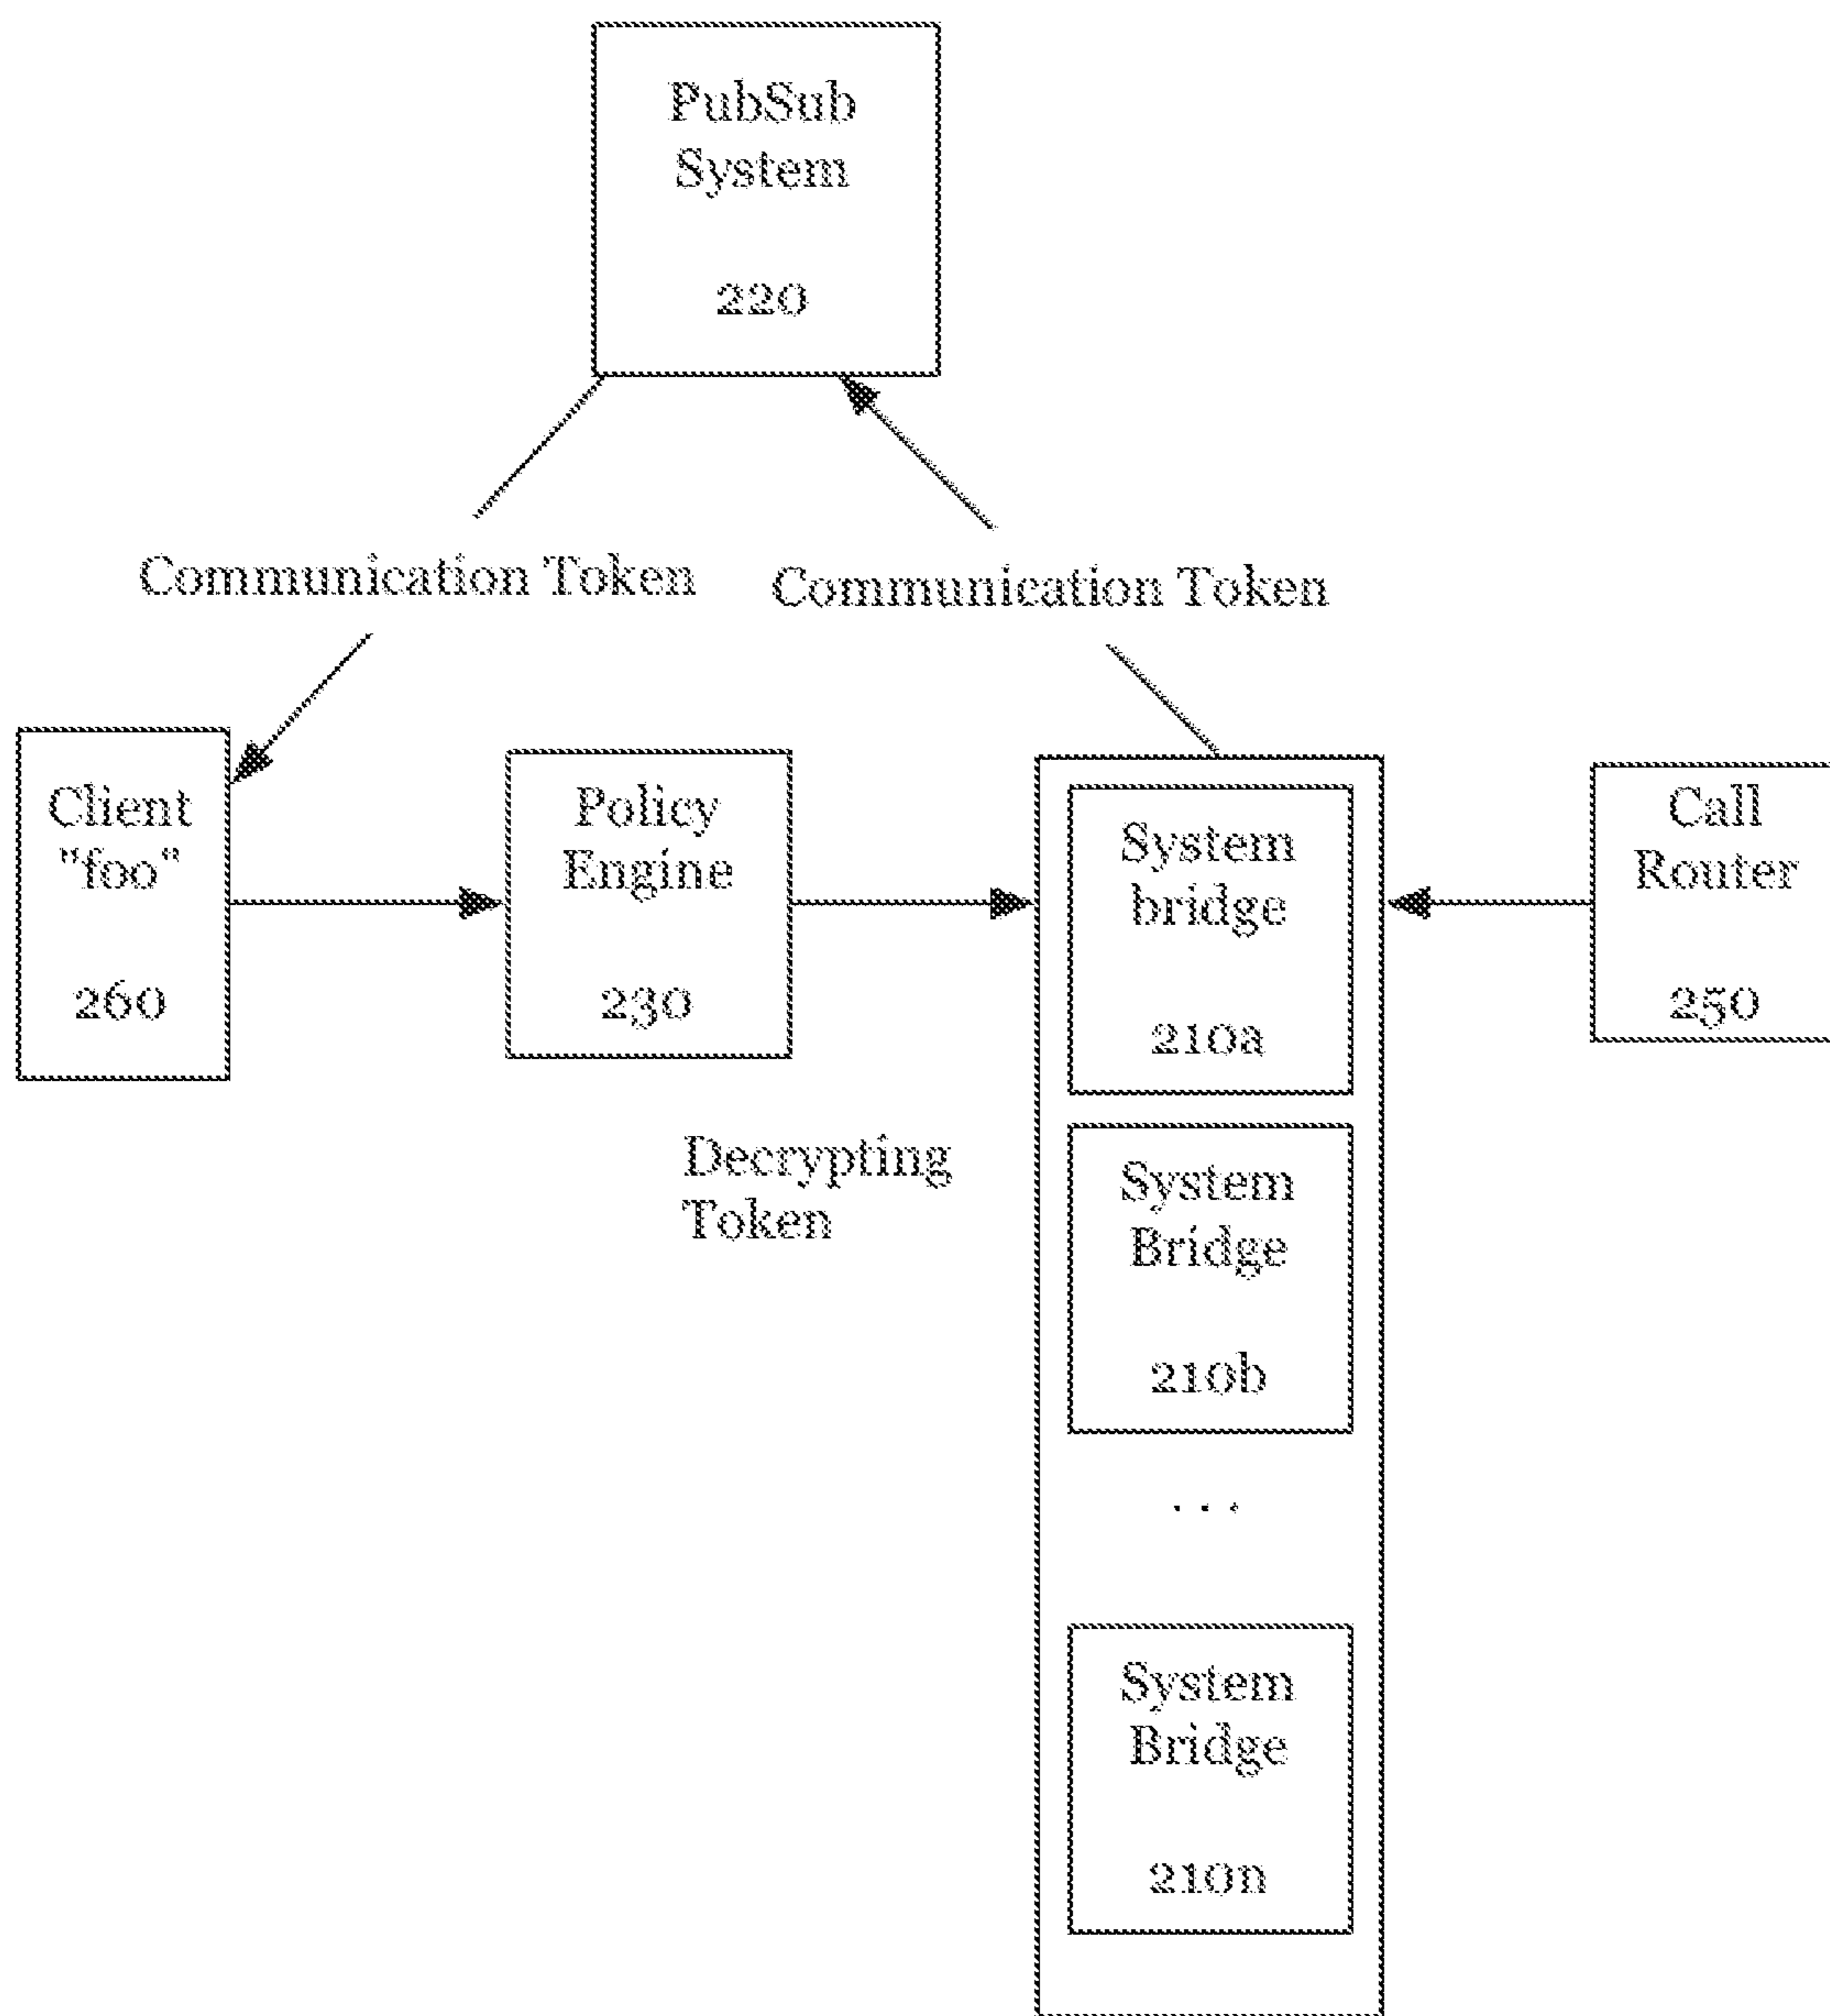 PubSub
System
220
Communication Token
Communication Token
Client
"foo"
260
Policy
Engine
230
System
bridge
210a
Call
Router
250
Decrypting
Token
System
Bridge
210b
. . .
System
Bridge
210n